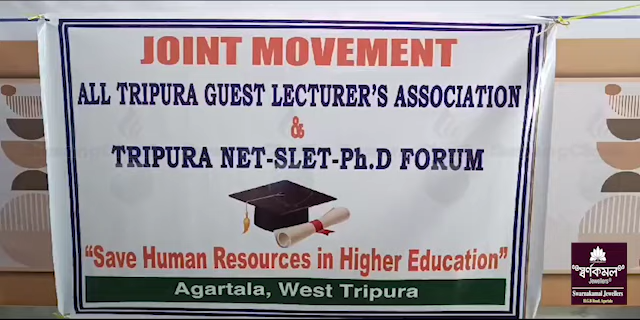 JOINT MOVEMENT
ALL TRIPURA GUEST LECTURER'S ASSOCIATION
&
TRIPURA NET-SLET-Ph.D FORUM
“Save Human Resources in Higher Education”
Agartala, West Tripura
স্বর্ণকমল
Jewellers
Swarnakamal Jewellers